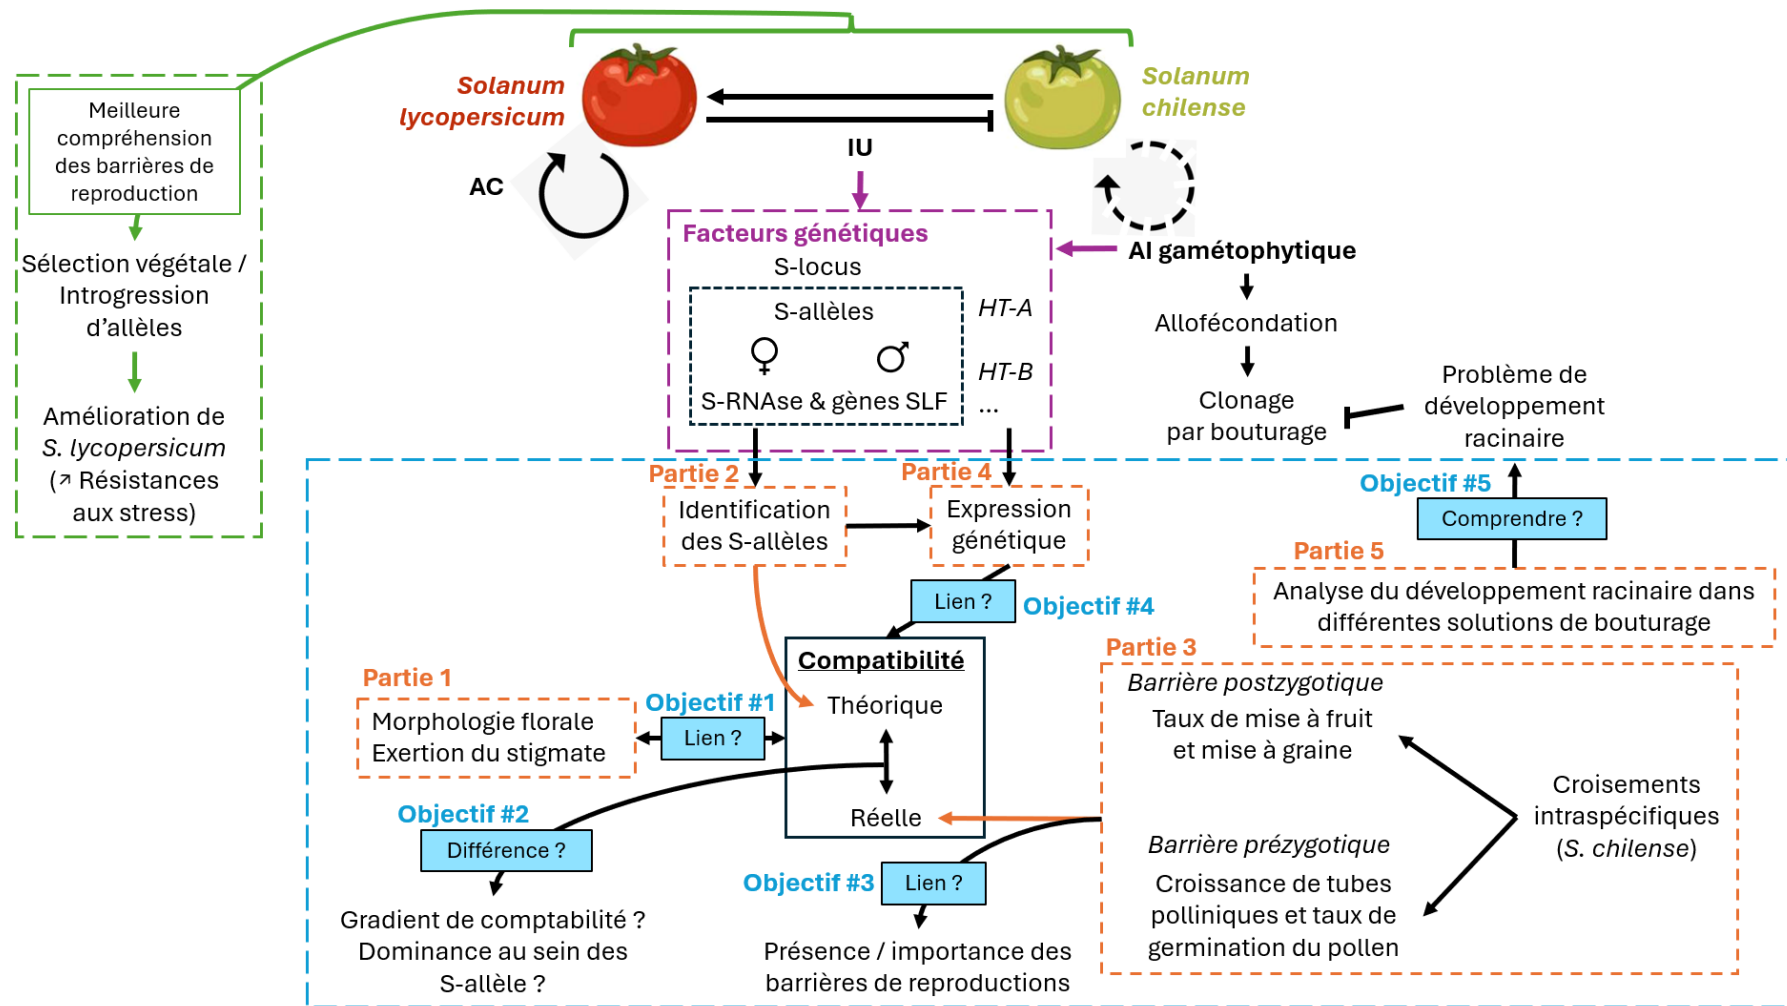 Meilleure
compréhension
des barrières de
reproduction
Sélection végétale /
Introgression
d’allèles
Amélioration de
S. lycopersicum
(↗ Résistances
aux stress)
Solanum
lycopersicum
Solanum
chilense
IU
AC
AI gamétophytique
Allofécondation
Clonage
par bouturage
Problème de
développement
racinaire
Facteurs génétiques
S-locus
S-allèles
♀ ♂
S-RNAse & gènes SLF
HT-A
HT-B
...
Partie 2
Identification
des S-allèles
Partie 4
Expression
génétique
Lien ?
Objectif #4
Objectif #5
Comprendre ?
Partie 5
Analyse du développement racinaire dans
différentes solutions de bouturage
Partie 1
Morphologie florale
Exertion du stigmate
Objectif #1
Lien ?
Compatibilité
Théorique
Réelle
Objectif #2
Différence ?
Gradient de comptabilité ?
Dominance au sein des
S-allèle ?
Objectif #3
Lien ?
Présence / importance des
barrières de reproductions
Partie 3
Barrière postzygotique
Taux de mise à fruit
et mise à graine
Barrière prézygotique
Croissance de tubes
polliniques et taux de
germination du pollen
Croisements
intraspécifiques
(S. chilense)